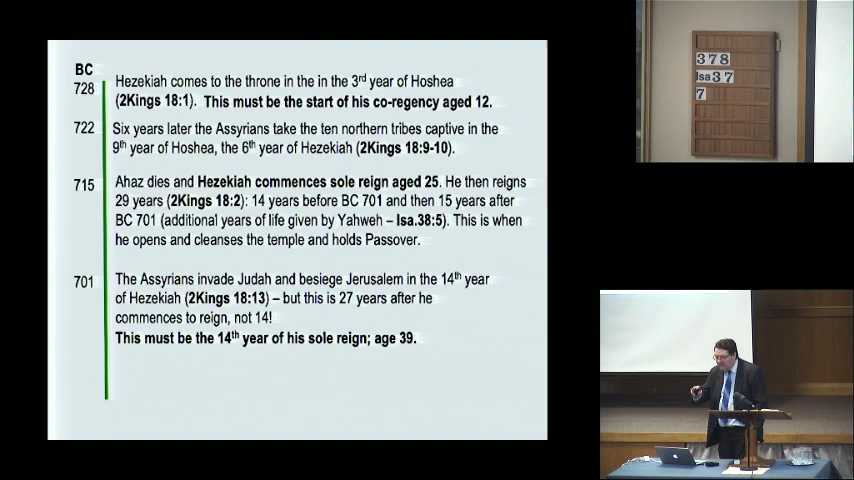 BC
728
Hezekiah comes to the throne in the in the 3rd year of Hoshea
(2Kings 18:1). This must be the start of his co-regency aged 12.
722
Six years later the Assyrians take the ten northern tribes captive in the
9th year of Hoshea, the 6th year of Hezekiah (2Kings 18:9-10).
715
Ahaz dies and Hezekiah commences sole reign aged 25. He then reigns
29 years (2Kings 18:2): 14 years before BC 701 and then 15 years after
BC 701 (additional years of life given by Yahweh – Isa.38:5). This is when
he opens and cleanses the temple and holds Passover.
701
The Assyrians invade Judah and besiege Jerusalem in the 14th year
of Hezekiah (2Kings 18:13) – but this is 27 years after he
commences to reign, not 14!
This must be the 14th year of his sole reign; age 39.
378
Isa37
7